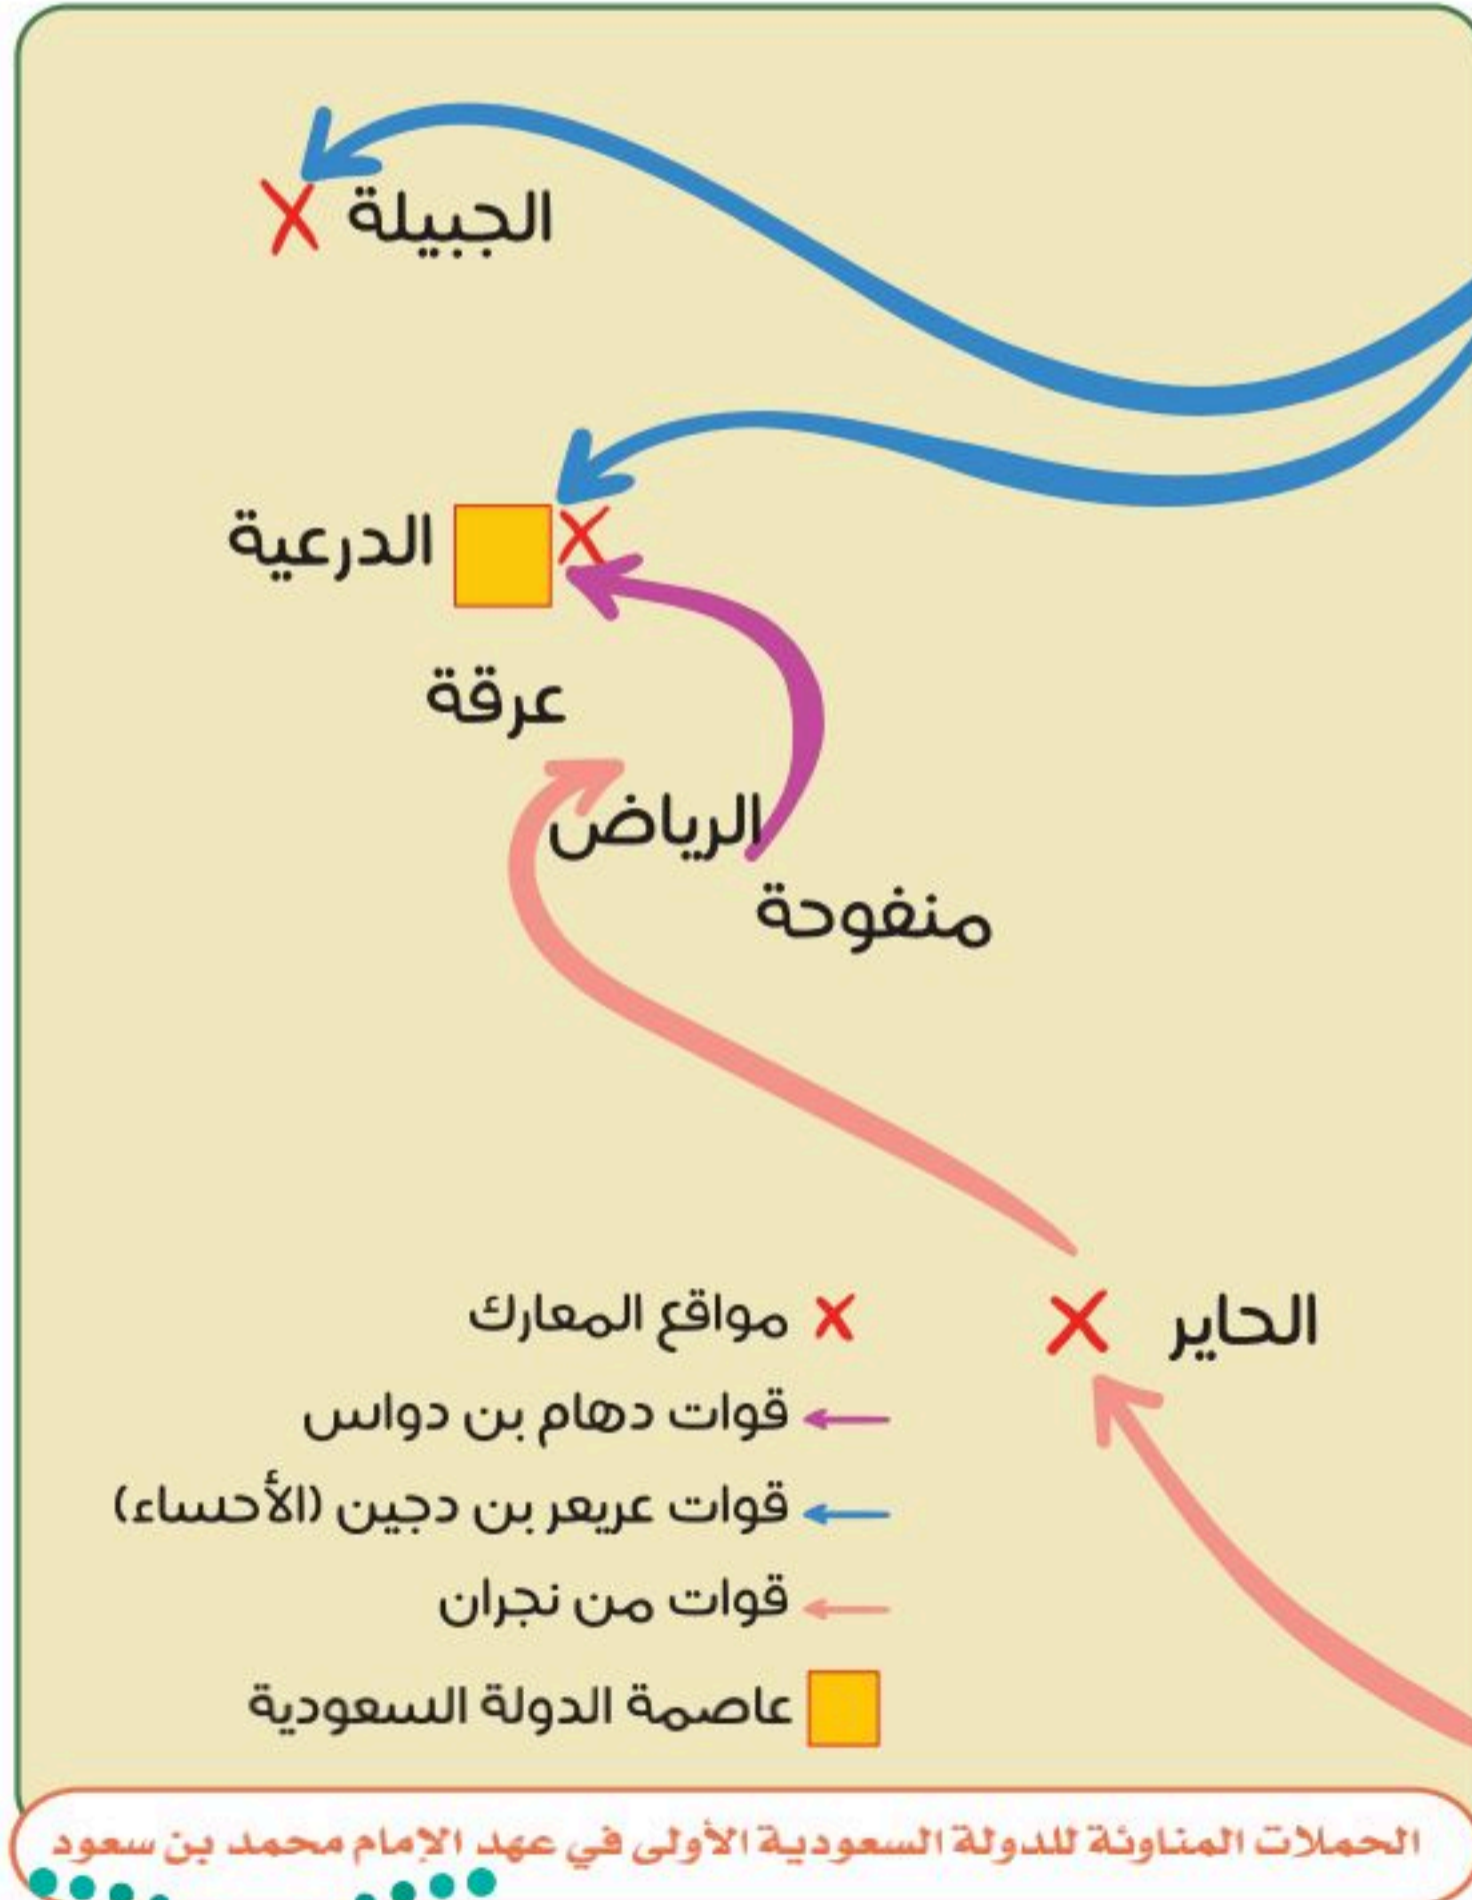 الجبيلة
الدرعية
عرقة
الرياض
منفوحة
الحاير
مواقع المعارك
قوات دهام بن دواس
قوات عريعر بن دجين (الأحساء)
قوات من نجران
عاصمة الدولة السعودية
الحملات المناوئة للدولة السعودية الأولى في عهد الإمام محمد بن سعود